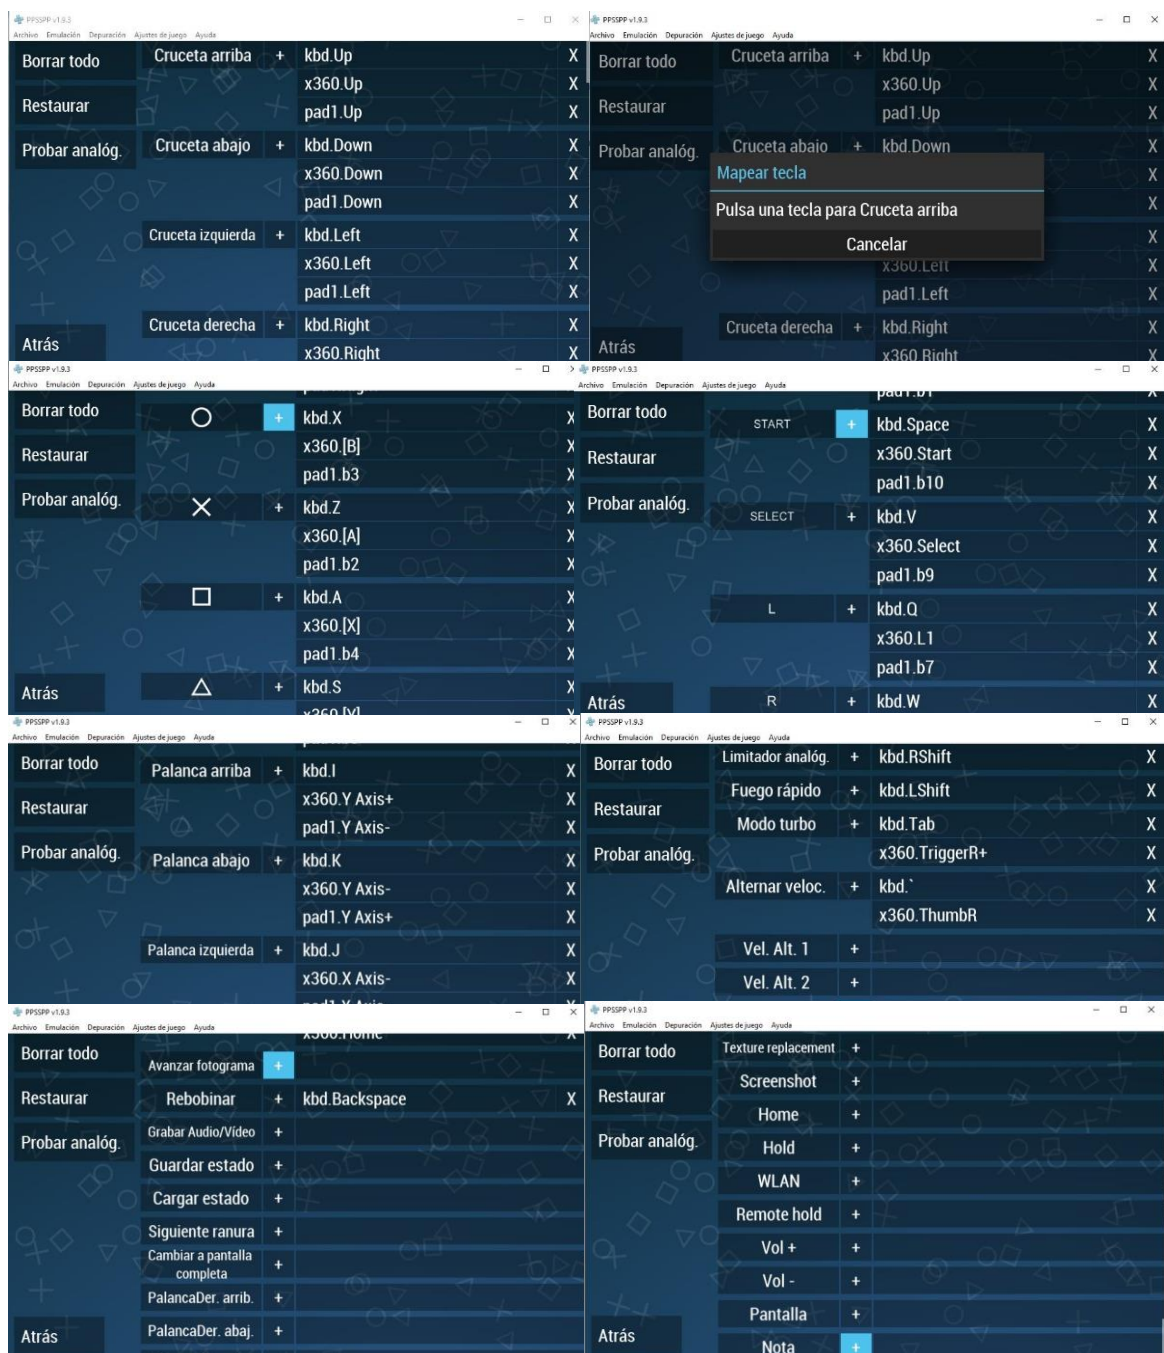 PPSSPP v1.9.3
Archivo Emulación Depuración Ajustes de juego Ayuda
Borrar todo
Restaurar
Probar analóg.
Atrás
Cruceta arriba + kbd.Up X
x360.Up X
pad1.Up X
Cruceta abajo + kbd.Down X
x360.Down X
pad1.Down X
Cruceta izquierda + kbd.Left X
x360.Left X
pad1.Left X
Cruceta derecha + kbd.Right X
x360.Right X
PPSSPP v1.9.3
Archivo Emulación Depuración Ajustes de juego Ayuda
Borrar todo
Restaurar
Probar analóg.
Atrás
Cruceta arriba + kbd.Up X
x360.Up X
pad1.Up X
Cruceta abajo + kbd.Down X
X
X
Mapear tecla
Pulsa una tecla para Cruceta arriba
Cancelar
X
x360.Left X
pad1.Left X
Cruceta derecha + kbd.Right X
x360.Right X
PPSSPP v1.9.3
Archivo Emulación Depuración Ajustes de juego Ayuda
Borrar todo
Restaurar
Probar analóg.
Atrás
+ kbd.X X
x360.[B] X
pad1.b3 X
+ kbd.Z X
x360.[A] X
pad1.b2 X
+ kbd.A X
x360.[X] X
pad1.b4 X
+ kbd.S X
x360.[Y] X
PPSSPP v1.9.3
Archivo Emulación Depuración Ajustes de juego Ayuda
Borrar todo
Restaurar
Probar analóg.
Atrás
pad1.b1 X
START + kbd.Space X
x360.Start X
pad1.b10 X
SELECT + kbd.V X
x360.Select X
pad1.b9 X
L + kbd.Q X
x360.L1 X
pad1.b7 X
R + kbd.W X
PPSSPP v1.9.3
Archivo Emulación Depuración Ajustes de juego Ayuda
Borrar todo
Restaurar
Probar analóg.
Palanca arriba + kbd.I X
x360.Y Axis+ X
pad1.Y Axis- X
Palanca abajo + kbd.K X
x360.Y Axis- X
pad1.Y Axis+ X
Palanca izquierda + kbd.J X
x360.X Axis- X
PPSSPP v1.9.3
Archivo Emulación Depuración Ajustes de juego Ayuda
Borrar todo
Restaurar
Probar analóg.
Limitador analóg. + kbd.RShift X
Fuego rápido + kbd.LShift X
Modo turbo + kbd.Tab X
x360.TriggerR+ X
Alternar veloc. + kbd.` X
x360.ThumbR X
Vel. Alt. 1 +
Vel. Alt. 2 +
PPSSPP v1.9.3
Archivo Emulación Depuración Ajustes de juego Ayuda
Borrar todo
Restaurar
Probar analóg.
Atrás
x360.Home X
Avanzar fotograma +
Rebobinar + kbd.Backspace X
Grabar Audio/Vídeo +
Guardar estado +
Cargar estado +
Siguiente ranura +
Cambiar a pantalla
completa +
PalancaDer. arrib. +
PalancaDer. abaj. +
PPSSPP v1.9.3
Archivo Emulación Depuración Ajustes de juego Ayuda
Borrar todo
Restaurar
Probar analóg.
Atrás
Texture replacement +
Screenshot +
Home +
Hold +
WLAN +
Remote hold +
Vol + +
Vol - +
Pantalla +
Nota +